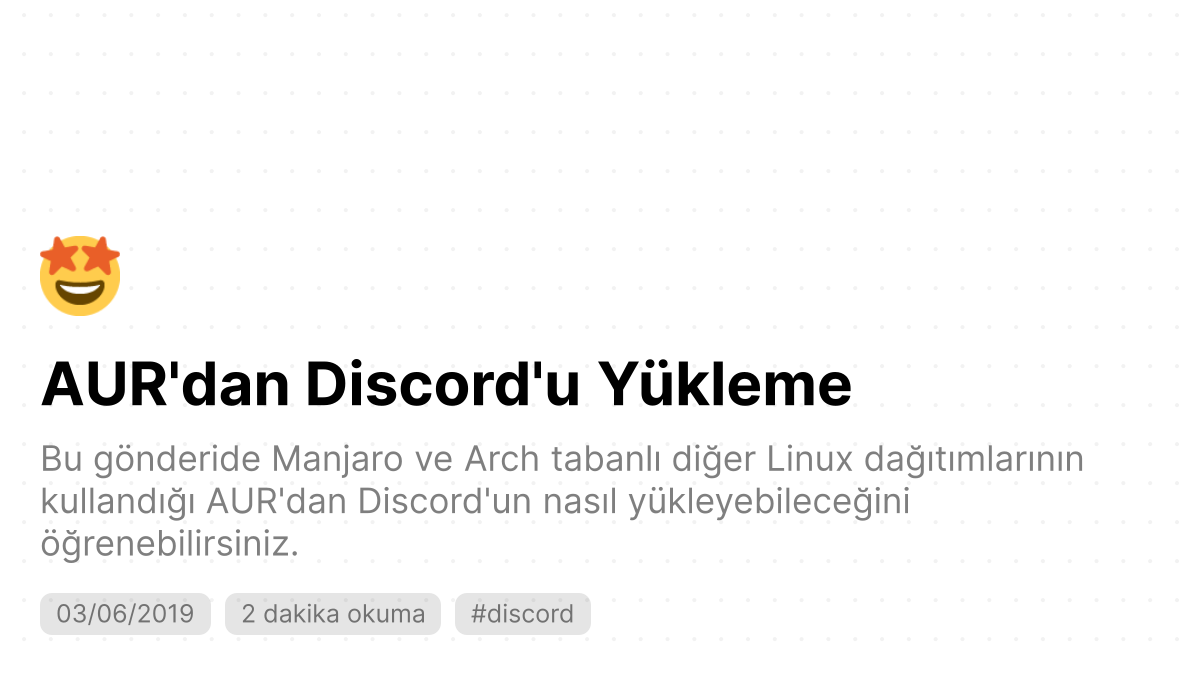 AUR'dan Discord'u Yükleme
Bu gönderide Manjaro ve Arch tabanlı diğer Linux dağıtımlarının
kullandığı AUR'dan Discord'un nasıl yükleyebileceğini
öğrenebilirsiniz.
03/06/2019 2 dakika okuma #discord